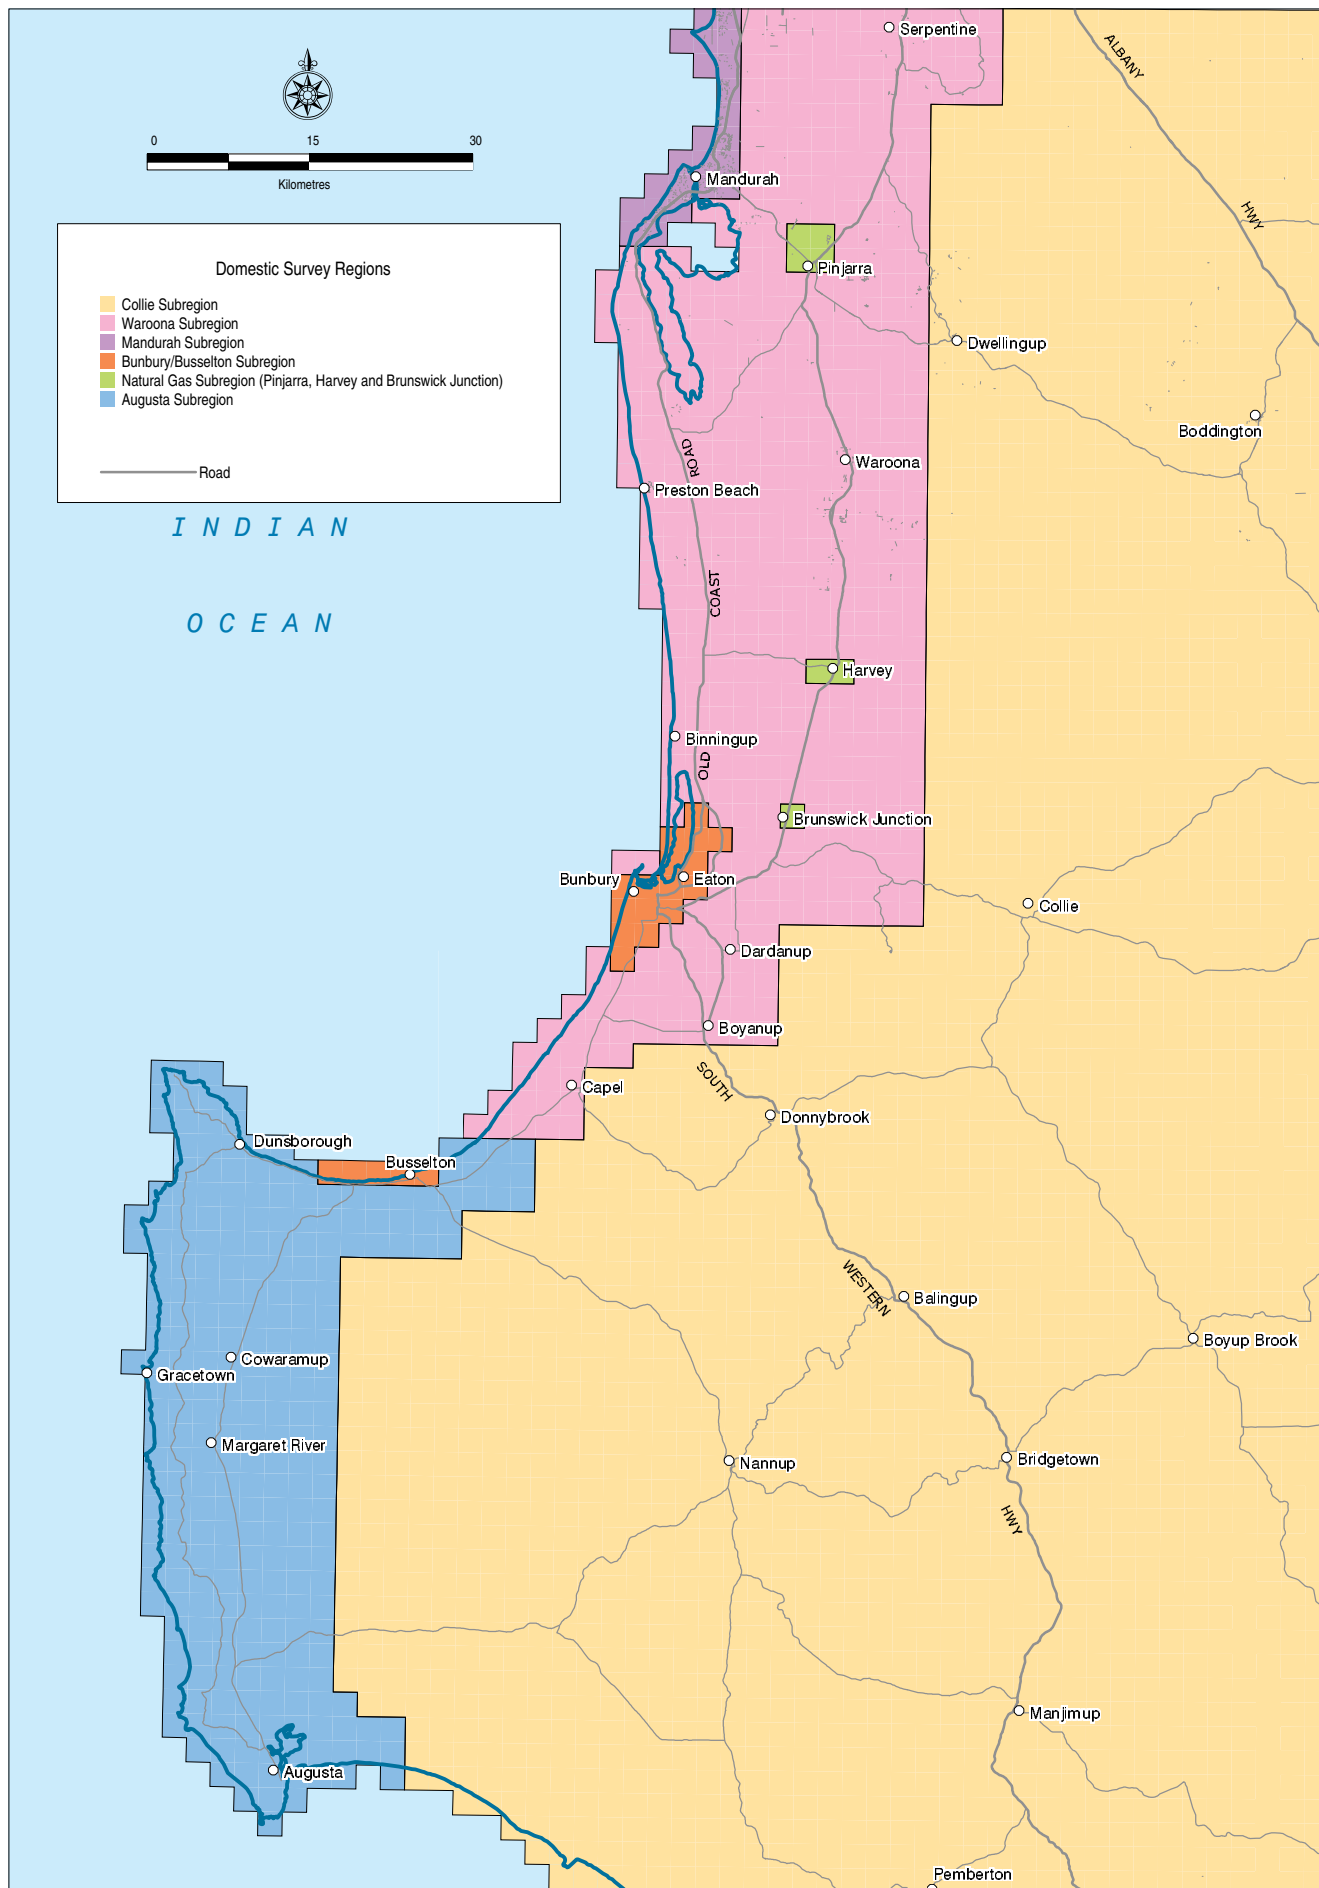 Serpentine
ALBANY
HWY
0 15 30
Kilometres
Mandurah
Domestic Survey Regions
Collie Subregion
Waroona Subregion
Mandurah Subregion
Bunbury/Busselton Subregion
Natural Gas Subregion (Pinjarra, Harvey and Brunswick Junction)
Augusta Subregion
Road
Pinjarra
Dwellingup
Boddington
ROAD
Waroona
Preston Beach
INDIAN
OCEAN
COAST
Harvey
Binningup
OLD
Brunswick Junction
Bunbury
Eaton
Collie
Dardanup
Boyanup
SOUTH
Capel
Donnybrook
Dunsborough
Busselton
WESTERN
Balingup
Boyup Brook
Cowaramup
Gracetown
Margaret River
Nannup
Bridgetown
HWY
Manjimup
Augusta
Pemberton